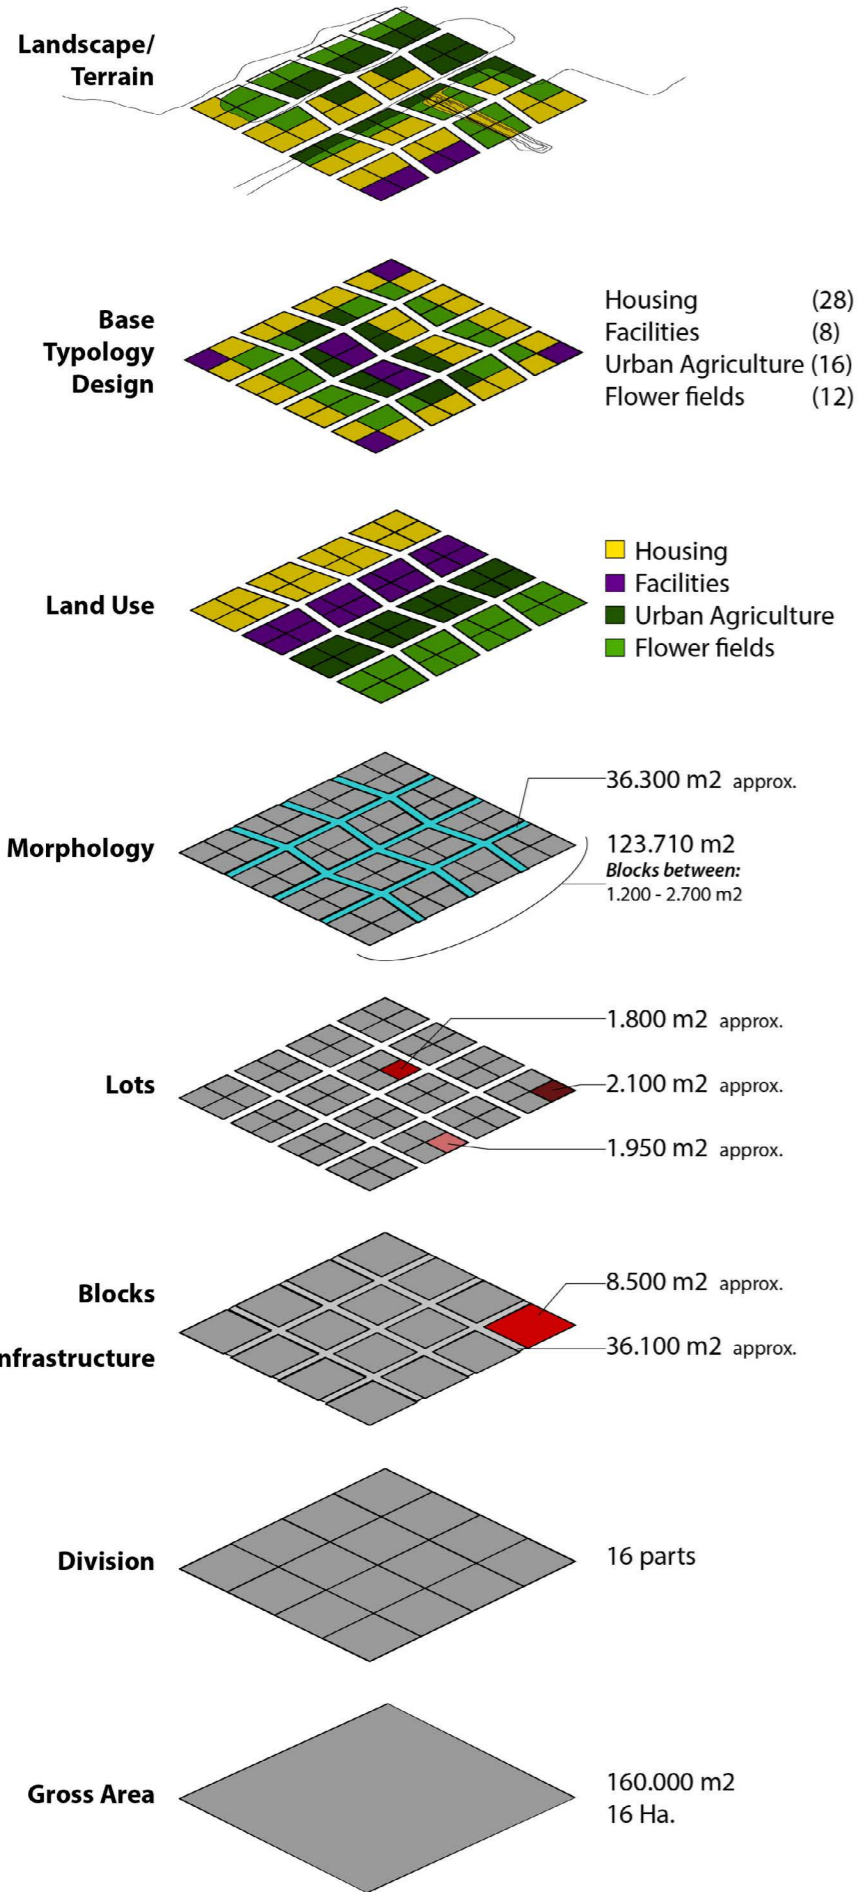 Landscape/
Terrain
Base
Typology
Design
Housing (28)
Facilities (8)
Urban Agriculture (16)
Flower fields (12)
Land Use
Housing
Facilities
Urban Agriculture
Flower fields
Morphology
36.300 m2 approx.
123.710 m2
Blocks between:
1.200 - 2.700 m2
Lots
1.800 m2 approx.
2.100 m2 approx.
1.950 m2 approx.
Blocks
nfrastructure
8.500 m2 approx.
36.100 m2 approx.
Division
16 parts
Gross Area
160.000 m2
16 Ha.